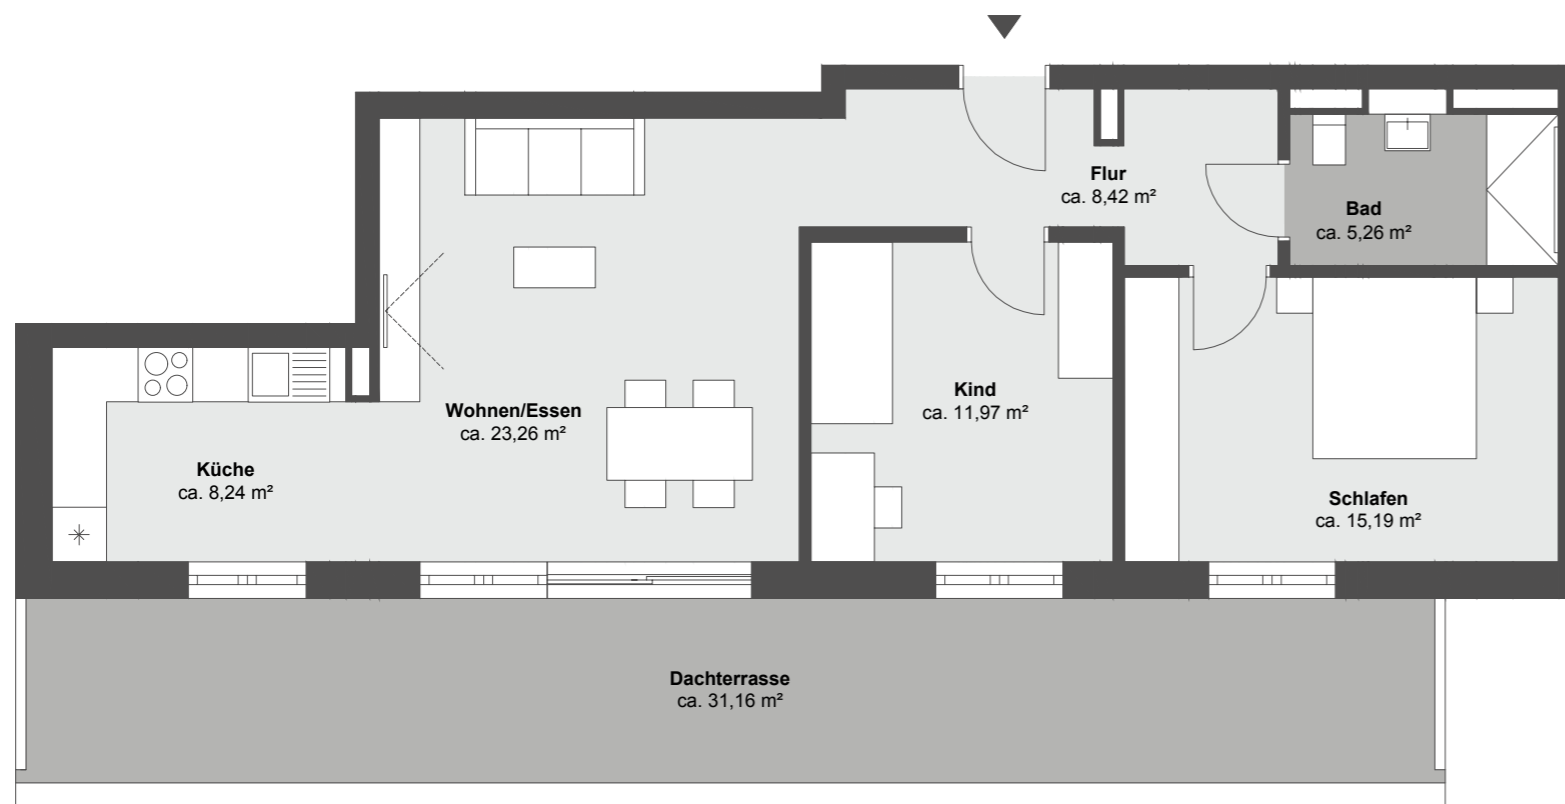 Flur
ca. 8,42 m²
Bad
ca. 5,26 m²
Wohnen/Essen
ca. 23,26 m²
Kind
ca. 11,97 m²
Küche
ca. 8,24 m²
Schlafen
ca. 15,19 m²
Dachterrasse
ca. 31,16 m²